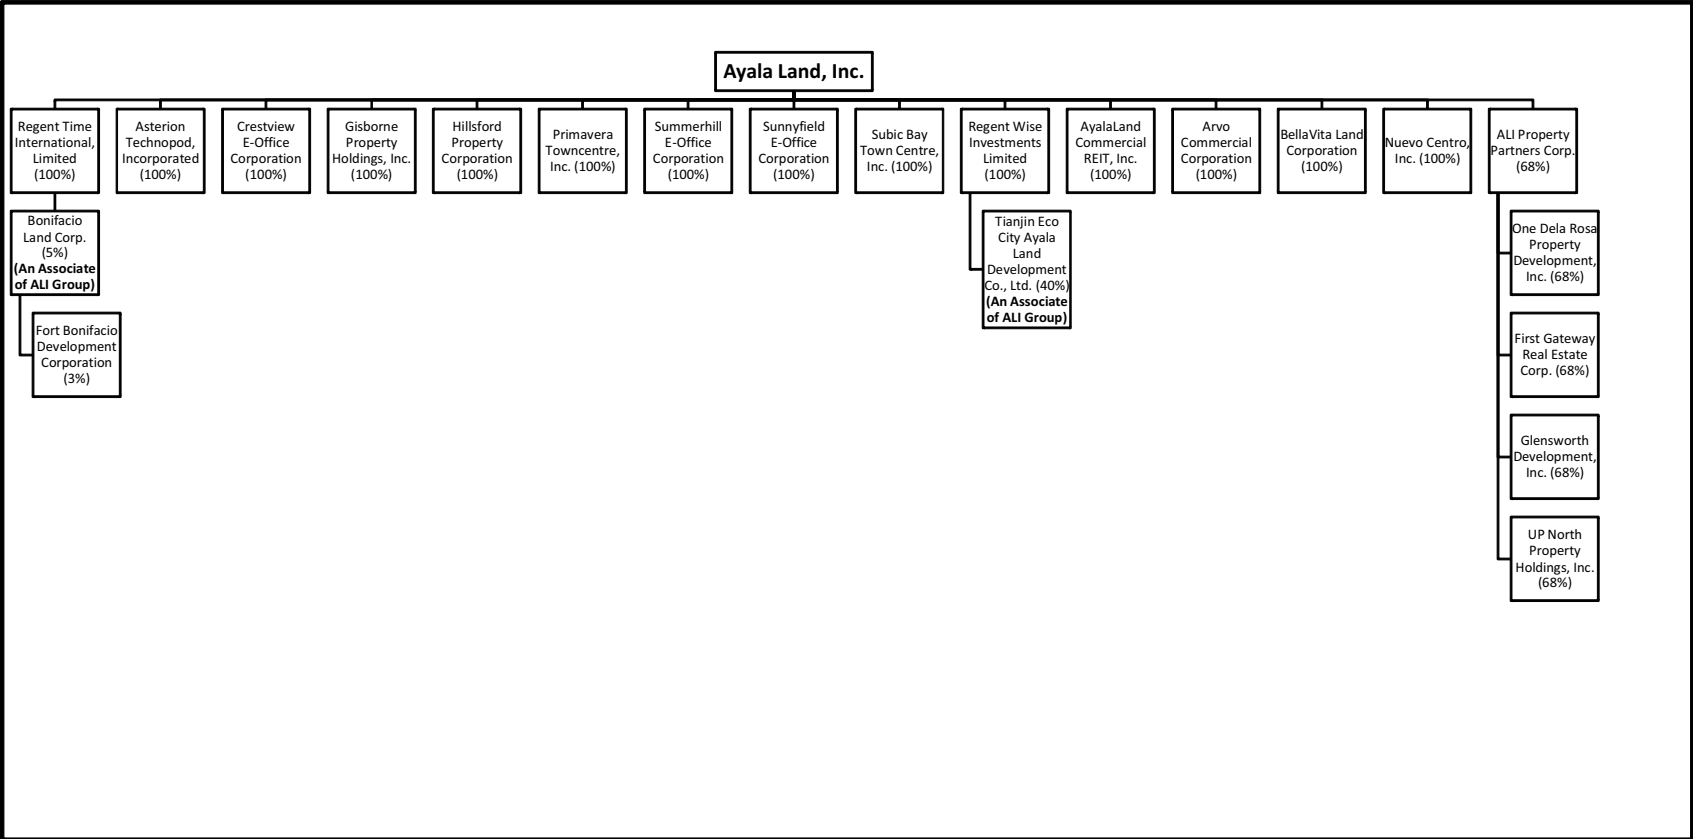 Ayala Land, Inc.
Regent Time
International,
Limited
(100%)
Asterion
Technopod,
Incorporated
(100%)
Crestview
E-Office
Corporation
(100%)
Gisborne
Property
Holdings, Inc.
(100%)
Hillsford
Property
Corporation
(100%)
Primavera
Towncentre,
Inc. (100%)
Summerhill
E-Office
Corporation
(100%)
Sunnyfield
E-Office
Corporation
(100%)
Subic Bay
Town Centre,
Inc. (100%)
Regent Wise
Investments
Limited
(100%)
AyalaLand
Commercial
REIT, Inc.
(100%)
Arvo
Commercial
Corporation
(100%)
BellaVita Land
Corporation
(100%)
Nuevo Centro,
Inc. (100%)
ALI Property
Partners Corp.
(68%)
Bonifacio
Land Corp.
(5%)
(An Associate
of ALI Group)
Fort Bonifacio
Development
Corporation
(3%)
Tianjin Eco
City Ayala
Land
Development
Co., Ltd. (40%)
(An Associate
of ALI Group)
One Dela Rosa
Property
Development,
Inc. (68%)
First Gateway
Real Estate
Corp. (68%)
Glensworth
Development,
Inc. (68%)
UP North
Property
Holdings, Inc.
(68%)